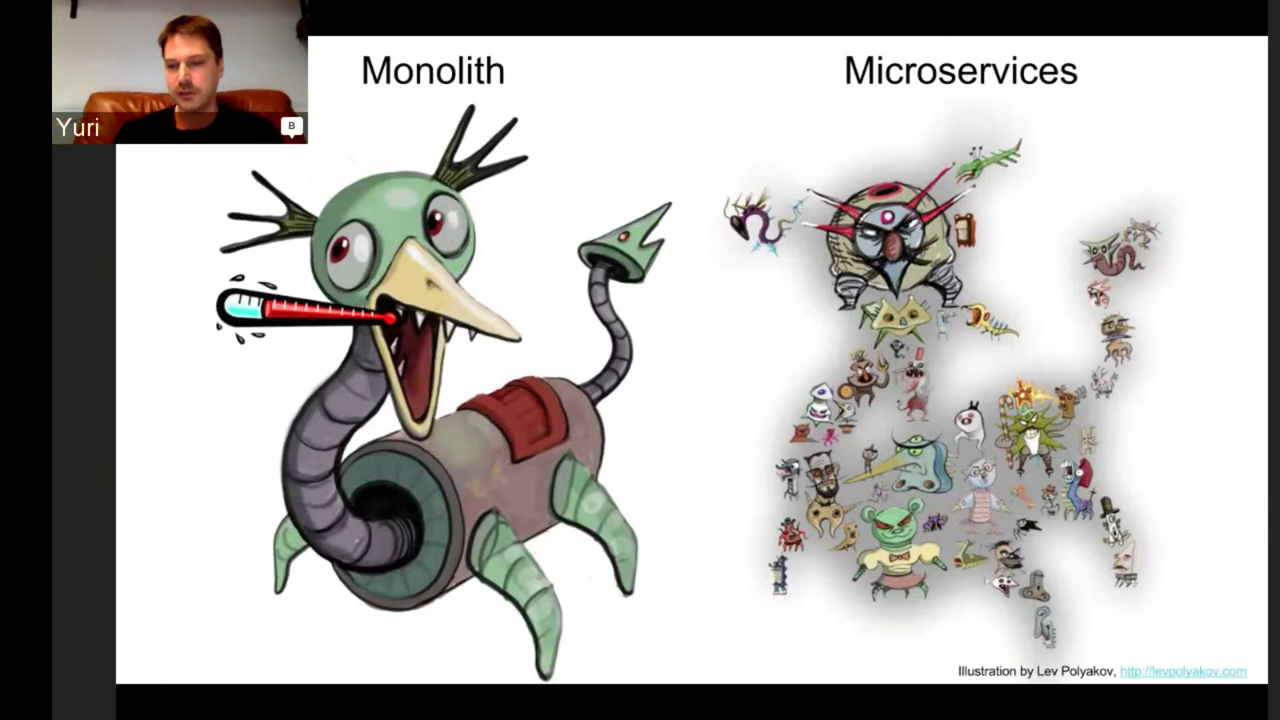 Monolith
Microservices
Yuri
B
Illustration by Lev Polyakov, http://levpolyakov.com